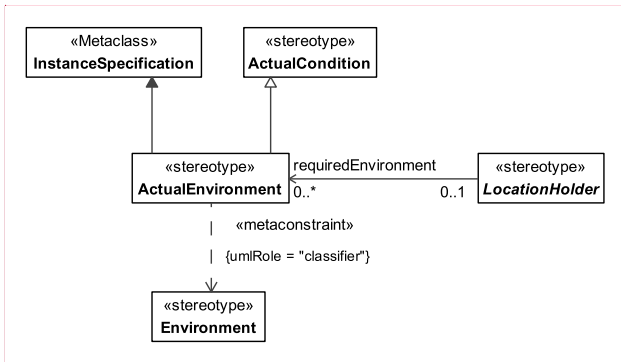 «Metaclass»
InstanceSpecification
«stereotype»
ActualCondition
«stereotype»
ActualEnvironment
requiredEnvironment
0..*
0..1
«stereotype»
LocationHolder
«metaconstraint»
{umlRole = "classifier"}
«stereotype»
Environment